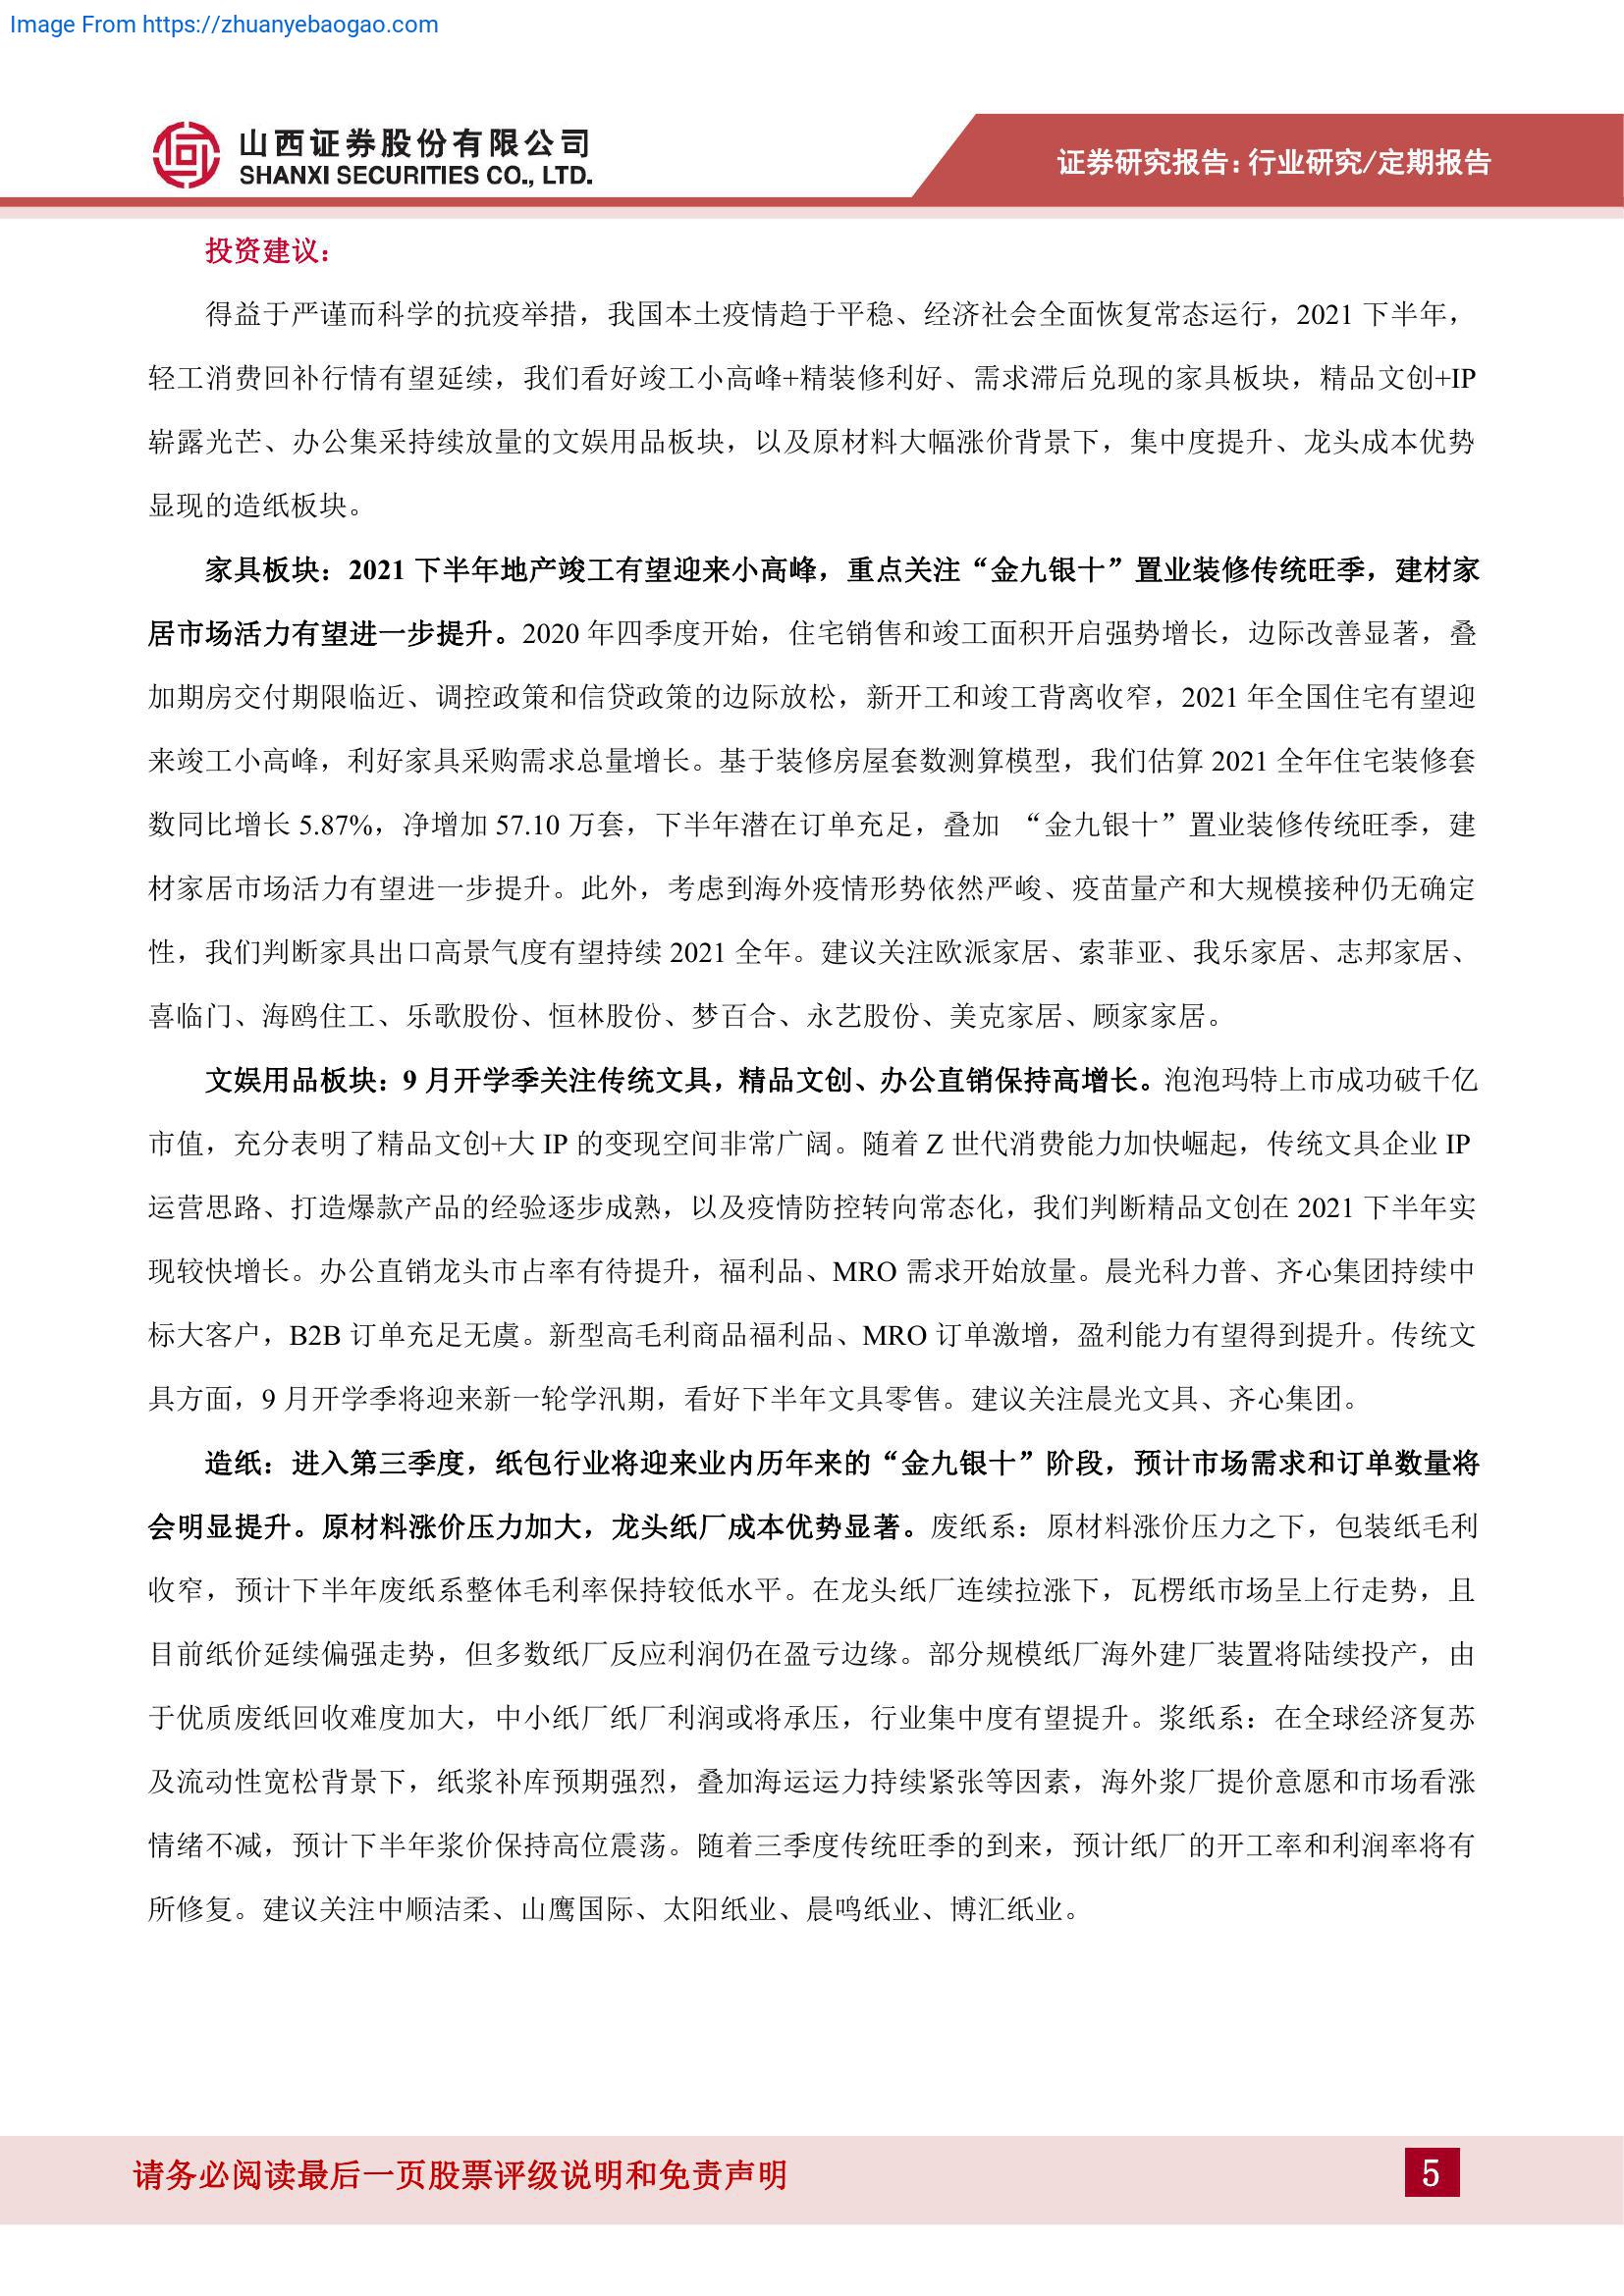 Image From https://zhuanyebaogao.com
山西证券股份有限公司
SHANXI SECURITIES CO., LTD.
证券研究报告：行业研究/定期报告
投资建议：
得益于严谨而科学的抗疫举措，我国本土疫情趋于平稳、经济社会全面恢复常态运行，2021 下半年，
轻工消费回补行情有望延续，我们看好竣工小高峰+精装修利好、需求滞后兑现的家具板块，精品文创+IP
崭露光芒、办公集采持续放量的文娱用品板块，以及原材料大幅涨价背景下，集中度提升、龙头成本优势
显现的造纸板块。
家具板块：2021 下半年地产竣工有望迎来小高峰，重点关注“金九银十”置业装修传统旺季，建材家
居市场活力有望进一步提升。2020 年四季度开始，住宅销售和竣工面积开启强势增长，边际改善显著，叠
加期房交付期限临近、调控政策和信贷政策的边际放松，新开工和竣工背离收窄，2021 年全国住宅有望迎
来竣工小高峰，利好家具采购需求总量增长。基于装修房屋套数测算模型，我们估算 2021 全年住宅装修套
数同比增长 5.87%，净增加 57.10 万套，下半年潜在订单充足，叠加 “金九银十”置业装修传统旺季，建
材家居市场活力有望进一步提升。此外，考虑到海外疫情形势依然严峻、疫苗量产和大规模接种仍无确定
性，我们判断家具出口高景气度有望持续 2021 全年。建议关注欧派家居、索菲亚、我乐家居、志邦家居、
喜临门、海鸥住工、乐歌股份、恒林股份、梦百合、永艺股份、美克家居、顾家家居。
文娱用品板块：9 月开学季关注传统文具，精品文创、办公直销保持高增长。泡泡玛特上市成功破千亿
市值，充分表明了精品文创+大 IP 的变现空间非常广阔。随着 Z 世代消费能力加快崛起，传统文具企业 IP
运营思路、打造爆款产品的经验逐步成熟，以及疫情防控转向常态化，我们判断精品文创在 2021 下半年实
现较快增长。办公直销龙头市占率有待提升，福利品、MRO 需求开始放量。晨光科力普、齐心集团持续中
标大客户，B2B 订单充足无虞。新型高毛利商品福利品、MRO 订单激增，盈利能力有望得到提升。传统文
具方面，9 月开学季将迎来新一轮学汛期，看好下半年文具零售。建议关注晨光文具、齐心集团。
造纸：进入第三季度，纸包行业将迎来业内历年来的“金九银十”阶段，预计市场需求和订单数量将
会明显提升。原材料涨价压力加大，龙头纸厂成本优势显著。废纸系：原材料涨价压力之下，包装纸毛利
收窄，预计下半年废纸系整体毛利率保持较低水平。在龙头纸厂连续拉涨下，瓦楞纸市场呈上行走势，且
目前纸价延续偏强走势，但多数纸厂反应利润仍在盈亏边缘。部分规模纸厂海外建厂装置将陆续投产，由
于优质废纸回收难度加大，中小纸厂纸厂利润或将承压，行业集中度有望提升。浆纸系：在全球经济复苏
及流动性宽松背景下，纸浆补库预期强烈，叠加海运运力持续紧张等因素，海外浆厂提价意愿和市场看涨
情绪不减，预计下半年浆价保持高位震荡。随着三季度传统旺季的到来，预计纸厂的开工率和利润率将有
所修复。建议关注中顺洁柔、山鹰国际、太阳纸业、晨鸣纸业、博汇纸业。
请务必阅读最后一页股票评级说明和免责声明
5